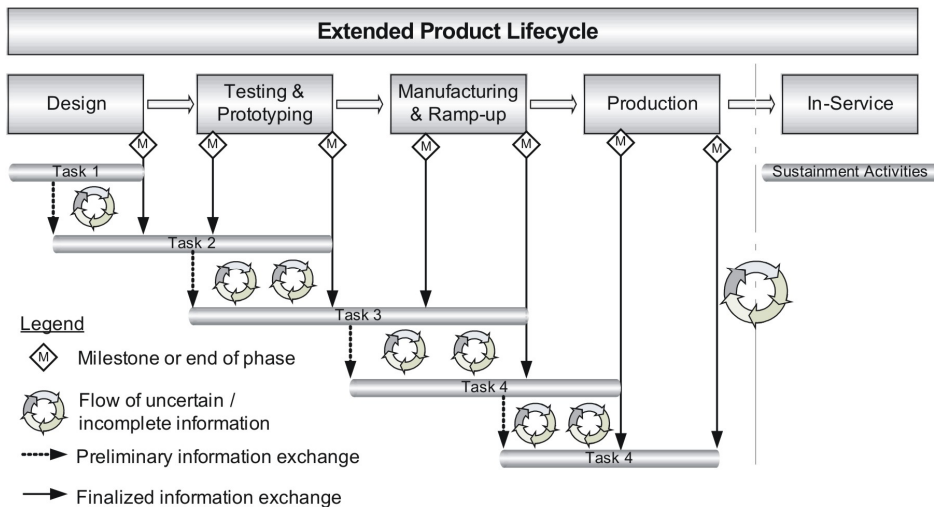 Extended Product Lifecycle
Design
Testing &
Prototyping
Manufacturing
& Ramp-up
Production
In-Service
M
M
M
M
M
M
M
Task 1
Sustainment Activities
Task 2
Task 3
Task 4
Task 4
Legend
M
Milestone or end of phase
Flow of uncertain /
incomplete information
Preliminary information exchange
Finalized information exchange